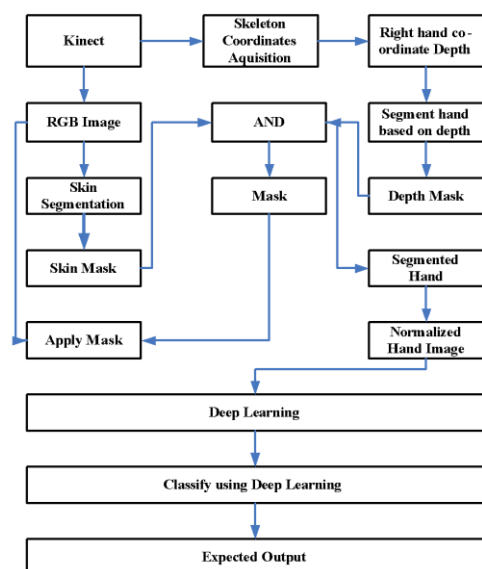 Kinect
Skeleton
Coordinates
Aquisition
Right hand co-
ordinate Depth
RGB Image
AND
Segment hand
based on depth
Skin
Segmentation
Mask
Depth Mask
Skin Mask
Segmented
Hand
Apply Mask
Normalized
Hand Image
Deep Learning
Classify using Deep Learning
Expected Output